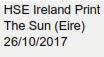 HSE Ireland Print
The Sun (Eire)
26/10/2017